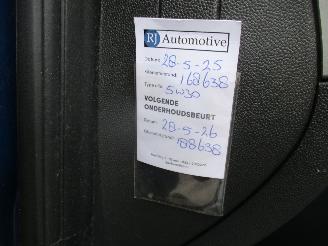 RJ Automotive
Datum: 28-5-25
Kilometerstand: 168638
Type olie: 5W30
VOLGENDE
ONDERHOUDSBEURT
Datum: 28-5-26
Kilometerstand: 188638